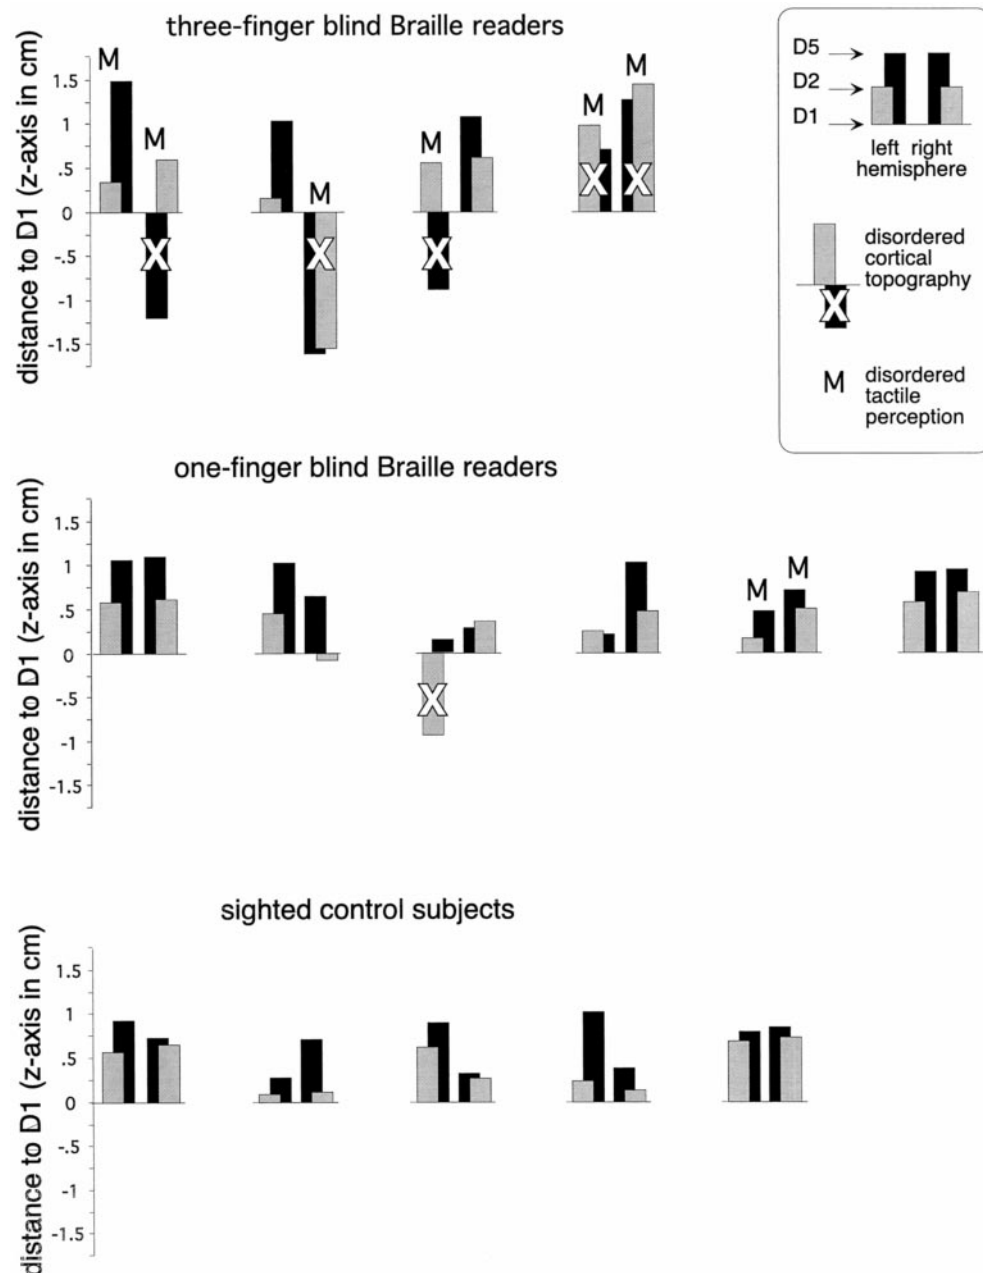 three-finger blind Braille readers
distance to D1 (z-axis in cm)
1.5
1
.5
0
-.5
-1
-1.5
M
M
M
M
M
M
X
X
X
X
X
D5
D2
D1
left right
hemisphere
X
disordered
cortical
topography
M
disordered
tactile
perception
one-finger blind Braille readers
distance to D1 (z-axis in cm)
1.5
1
.5
0
-.5
-1
-1.5
X
M
M
sighted control subjects
distance to D1 (z-axis in cm)
1.5
1
.5
0
-.5
-1
-1.5